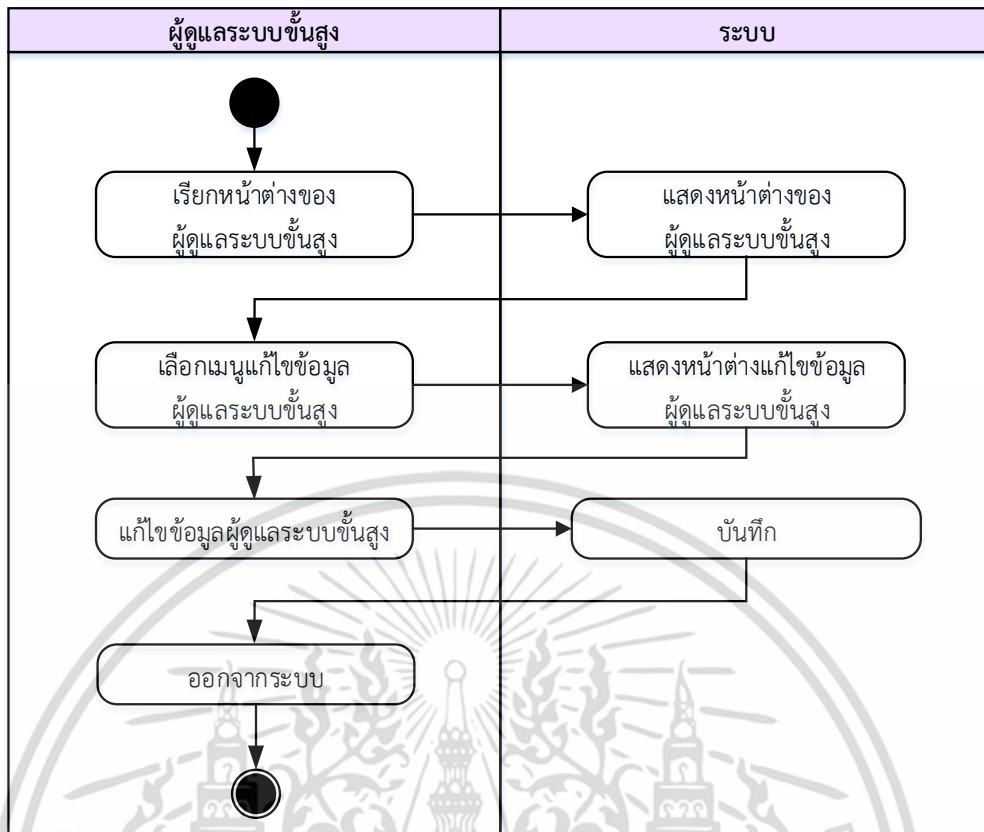 ผู้ดูแลระบบขั้นสูง
ระบบ
เรียกหน้าต่างของ
ผู้ดูแลระบบขั้นสูง
แสดงหน้าต่างของ
ผู้ดูแลระบบขั้นสูง
เลือกเมนูแก้ไขข้อมูล
ผู้ดูแลระบบขั้นสูง
แสดงหน้าต่างแก้ไขข้อมูล
ผู้ดูแลระบบขั้นสูง
แก้ไขข้อมูลผู้ดูแลระบบขั้นสูง
บันทึก
ออกจากระบบ